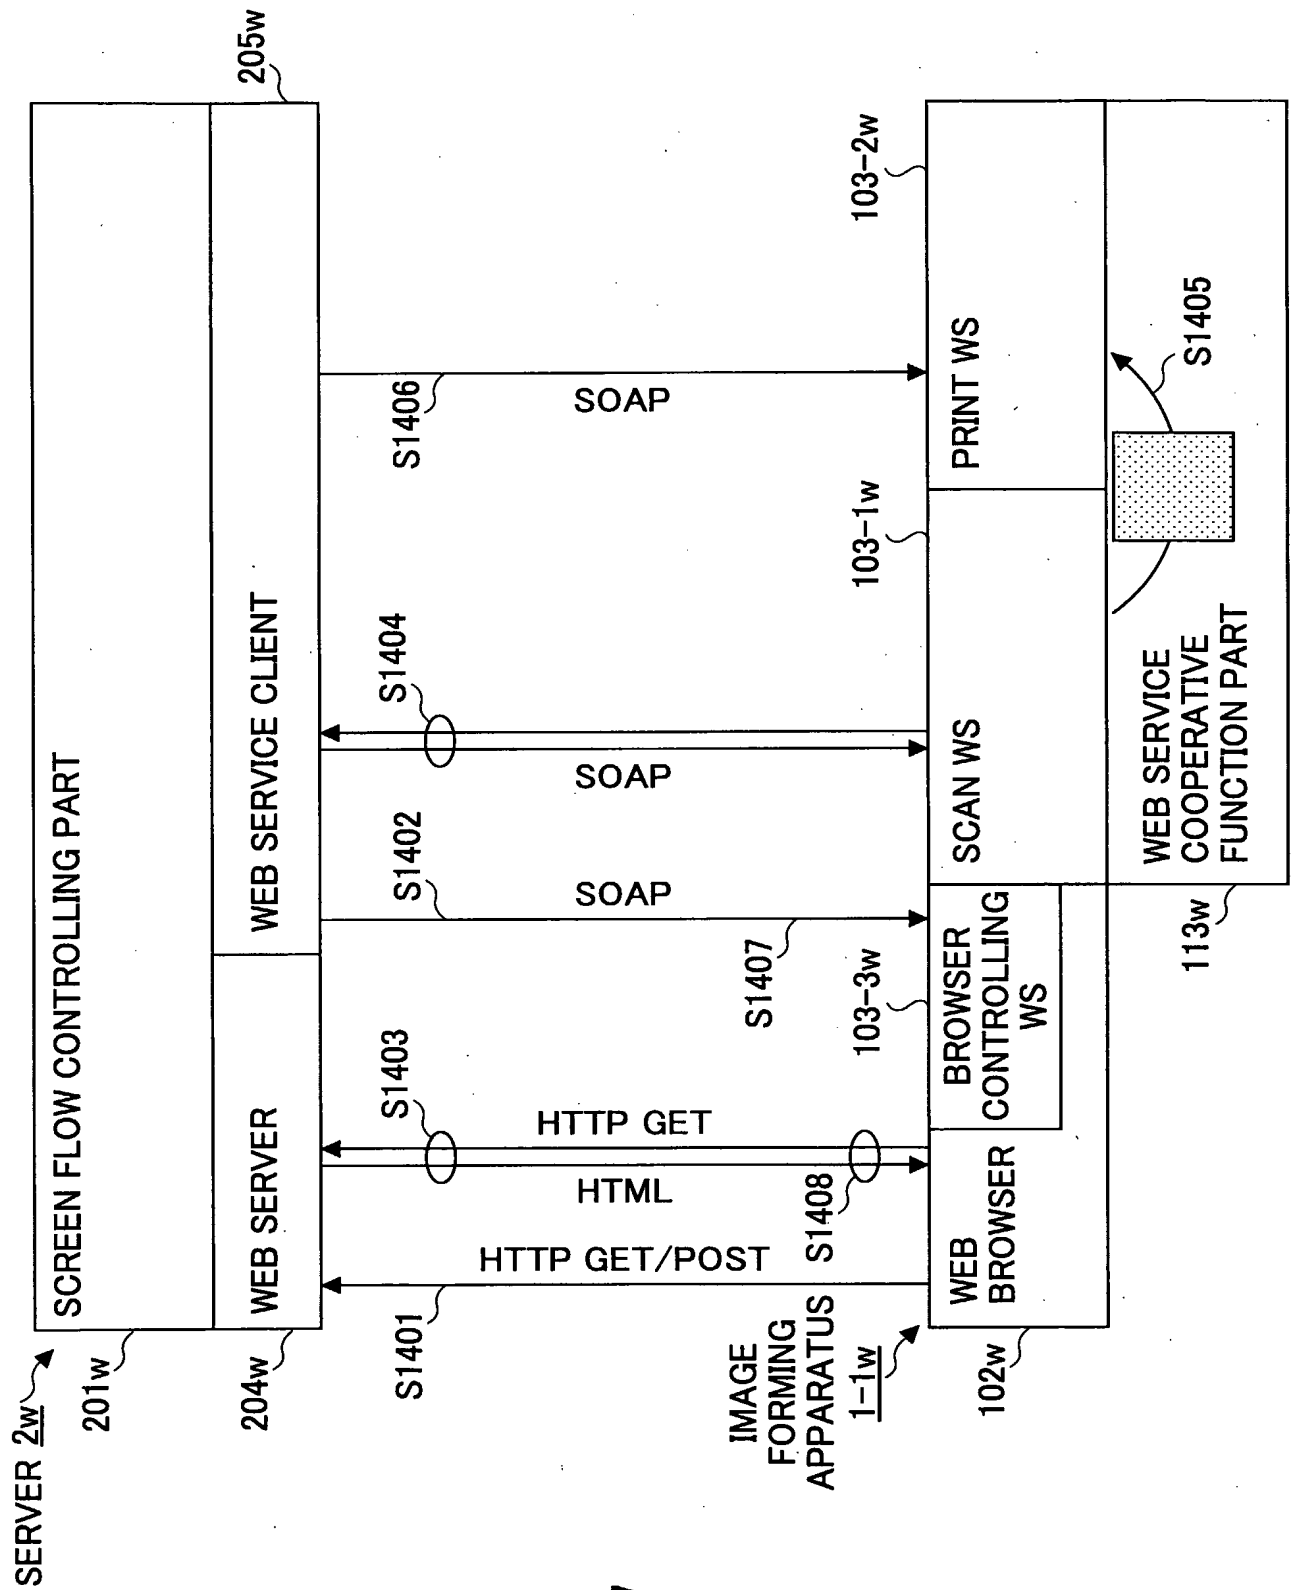 SERVER 2w
201w
SCREEN FLOW CONTROLLING PART
204w
WEB SERVER
WEB SERVICE CLIENT
205w
S1401
HTTP GET/POST
S1403
HTTP GET
HTML
S1408
S1402
SOAP
S1407
S1404
SOAP
S1406
SOAP
IMAGE
FORMING
APPARATUS
1-1w
102w
WEB
BROWSER
103-3w
BROWSER
CONTROLLING
WS
103-1w
SCAN WS
103-2w
PRINT WS
113w
WEB SERVICE
COOPERATIVE
FUNCTION PART
S1405